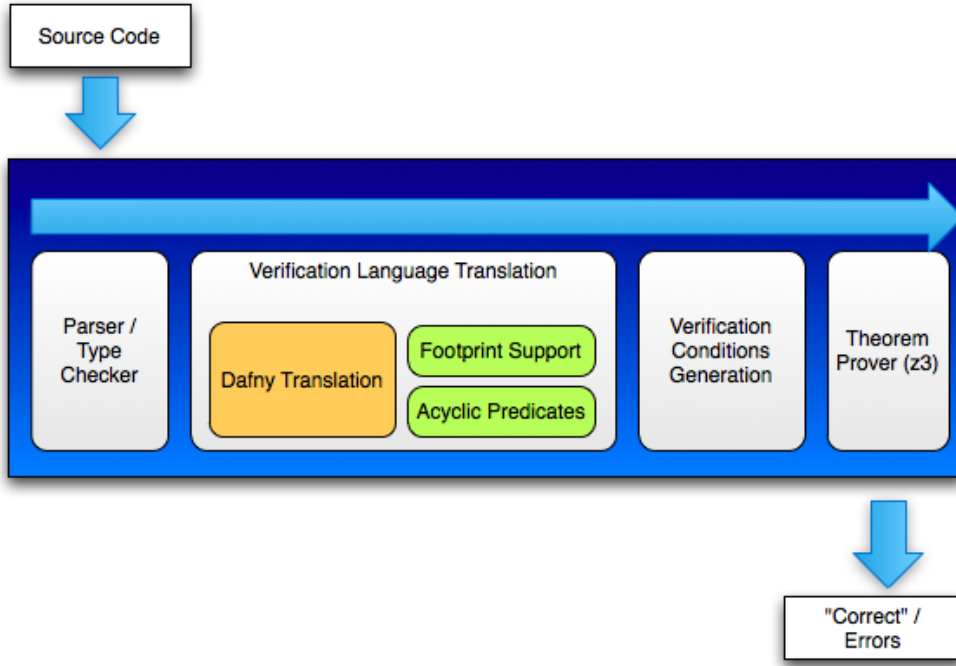 Source Code
Parser /
Type
Checker
Verification Language Translation
Dafny Translation
Footprint Support
Acyclic Predicates
Verification
Conditions
Generation
Theorem
Prover (z3)
"Correct" /
Errors